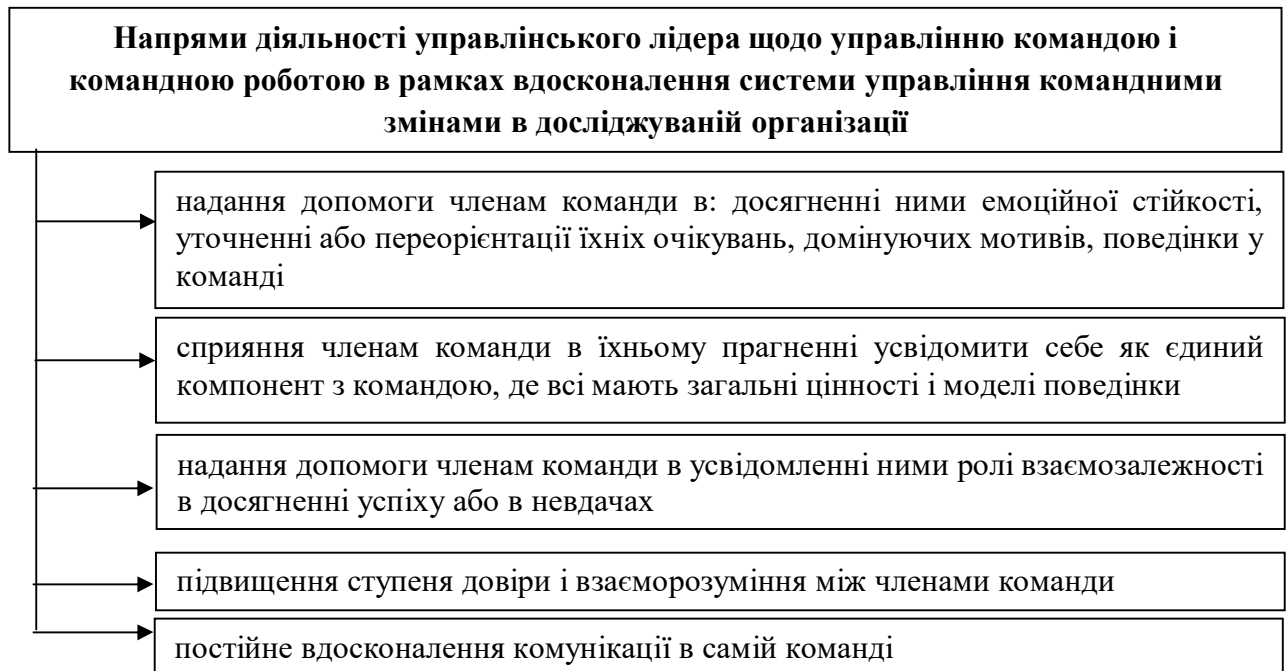 Напрями діяльності управлінського лідера щодо управлінню командою і
командною роботою в рамках вдосконалення системи управління командними
змінами в досліджуваній організації
надання допомоги членам команди в: досягненні ними емоційної стійкості,
уточненні або переорієнтації їхніх очікувань, домінуючих мотивів, поведінки у
команді
сприяння членам команди в їхньому прагненні усвідомити себе як єдиний
компонент з командою, де всі мають загальні цінності і моделі поведінки
надання допомоги членам команди в усвідомленні ними ролі взаємозалежності
в досягненні успіху або в невдачах
підвищення ступеня довіри і взаєморозуміння між членами команди
постійне вдосконалення комунікації в самій команді